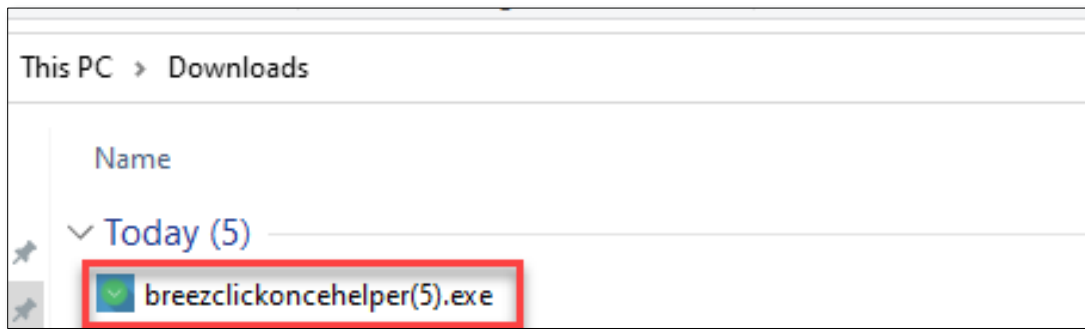 This PC > Downloads
Name
Today (5)
breezclickoncehelper(5).exe